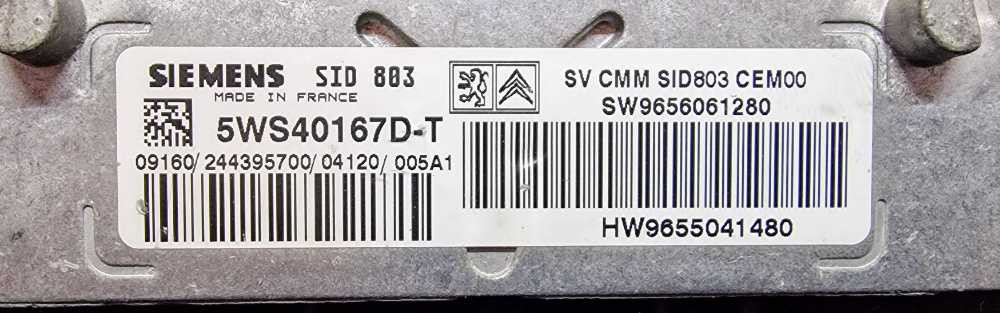 SIEMENS SID 803
MADE IN FRANCE
5WS40167D-T
09160/244395700/04120/005A1
SV CMM SID803 CEM00
SW9656061280
HW9655041480